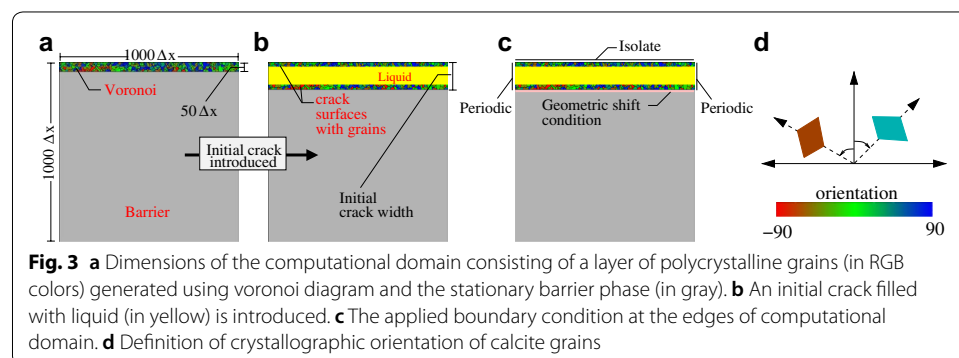 a
1000 Δx
Voronoi
50Δx
1000 Δx
Barrier
Initial crack
introduced
b
Liquid
crack
surfaces
with grains
Initial
crack width
c
Isolate
Periodic
Periodic
Geometric shift
condition
d
orientation
−90
90
Fig. 3 a Dimensions of the computational domain consisting of a layer of polycrystalline grains (in RGB
colors) generated using voronoi diagram and the stationary barrier phase (in gray). b An initial crack filled
with liquid (in yellow) is introduced. c The applied boundary condition at the edges of computational
domain. d Definition of crystallographic orientation of calcite grains